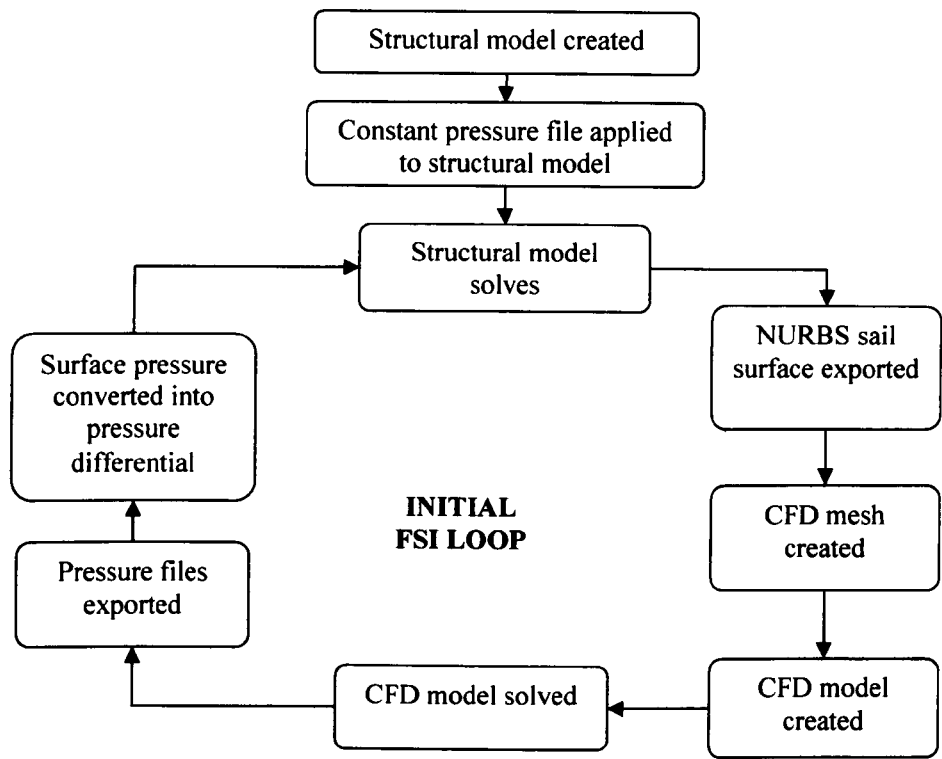 Structural model created
Constant pressure file applied
to structural model
Structural model
solves
NURBS sail
surface exported
CFD mesh
created
CFD model
created
CFD model solved
Pressure files
exported
Surface pressure
converted into
pressure
differential
INITIAL
FSI LOOP